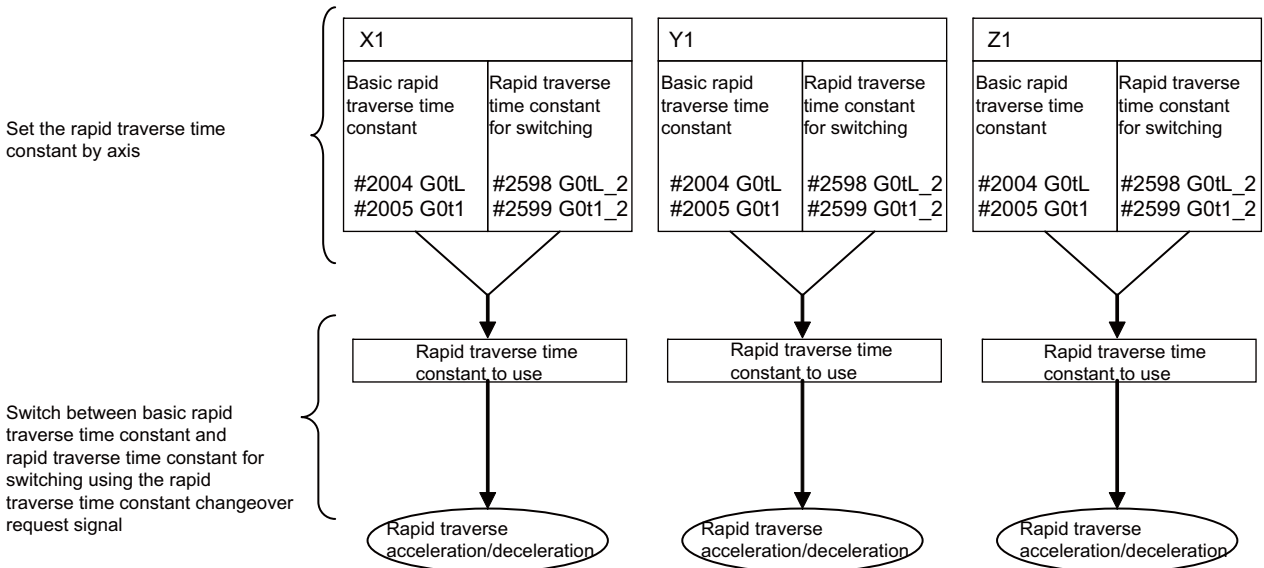 Set the rapid traverse time
constant by axis
X1
Basic rapid
traverse time
constant
#2004 G0tL
#2005 G0t1
Rapid traverse
time constant
for switching
#2598 G0tL_2
#2599 G0t1_2
Y1
Basic rapid
traverse time
constant
#2004 G0tL
#2005 G0t1
Rapid traverse
time constant
for switching
#2598 G0tL_2
#2599 G0t1_2
Z1
Basic rapid
traverse time
constant
#2004 G0tL
#2005 G0t1
Rapid traverse
time constant
for switching
#2598 G0tL_2
#2599 G0t1_2
Switch between basic rapid
traverse time constant and
rapid traverse time constant for
switching using the rapid
traverse time constant changeover
request signal
Rapid traverse time
constant to use
Rapid traverse time
constant to use
Rapid traverse time
constant to use
Rapid traverse
acceleration/deceleration
Rapid traverse
acceleration/deceleration
Rapid traverse
acceleration/deceleration